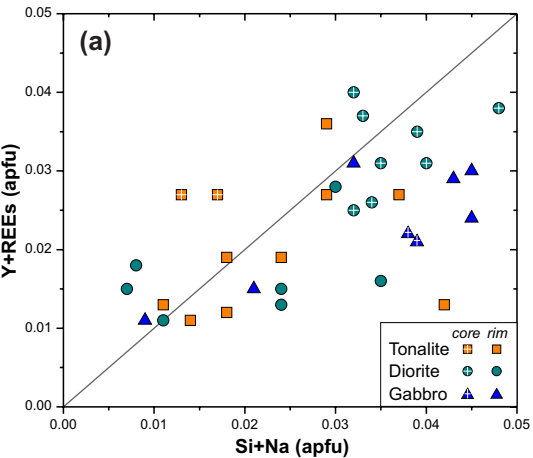 (a)
0.05
0.04
0.03
0.02
0.01
0.00
Y+REEs (apfu)
0.00 0.01 0.02 0.03 0.04 0.05
Si+Na (apfu)
core rim
Tonalite
Diorite
Gabbro